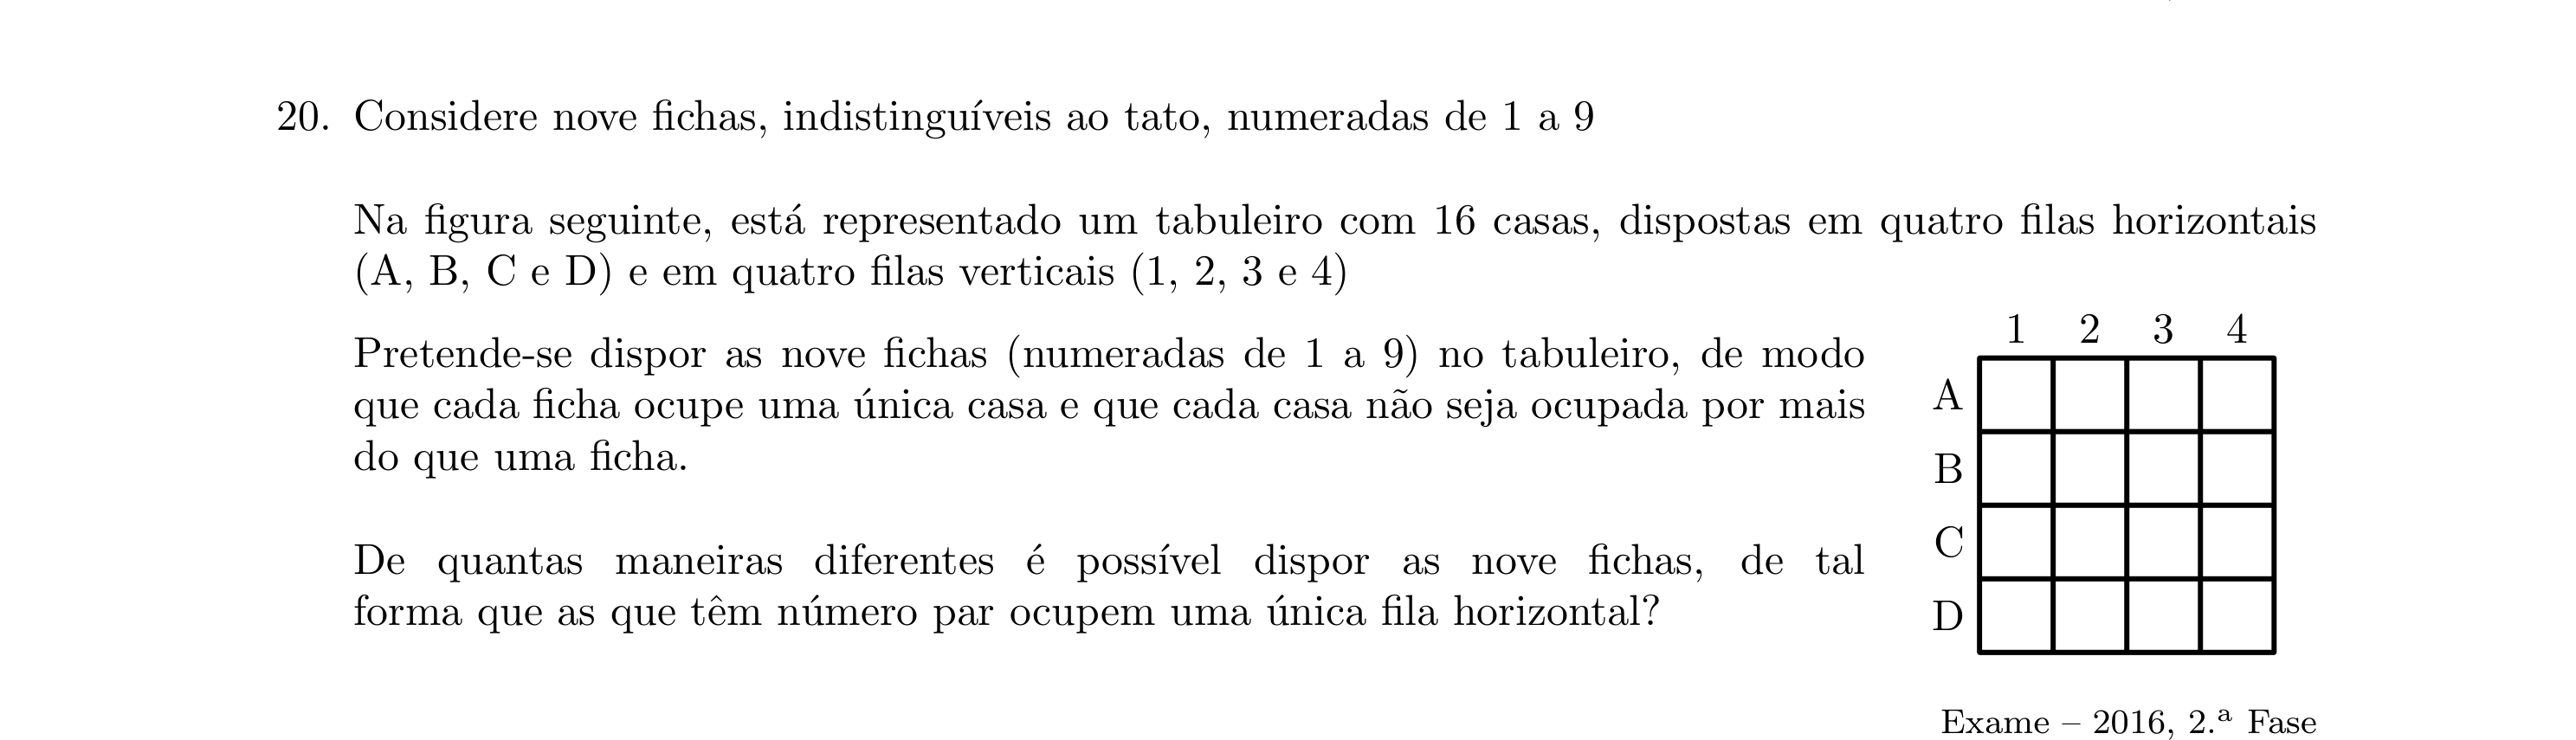 20. Considere nove fichas, indistinguíveis ao tato, numeradas de 1 a 9
Na figura seguinte, está representado um tabuleiro com 16 casas, dispostas em quatro filas horizontais
(A, B, C e D) e em quatro filas verticais (1, 2, 3 e 4)
Pretende-se dispor as nove fichas (numeradas de 1 a 9) no tabuleiro, de modo
que cada ficha ocupe uma única casa e que cada casa não seja ocupada por mais
do que uma ficha.
De quantas maneiras diferentes é possível dispor as nove fichas, de tal
forma que as que têm número par ocupem uma única fila horizontal?
1 2 3 4
A
B
C
D
Exame – 2016, 2.ª Fase